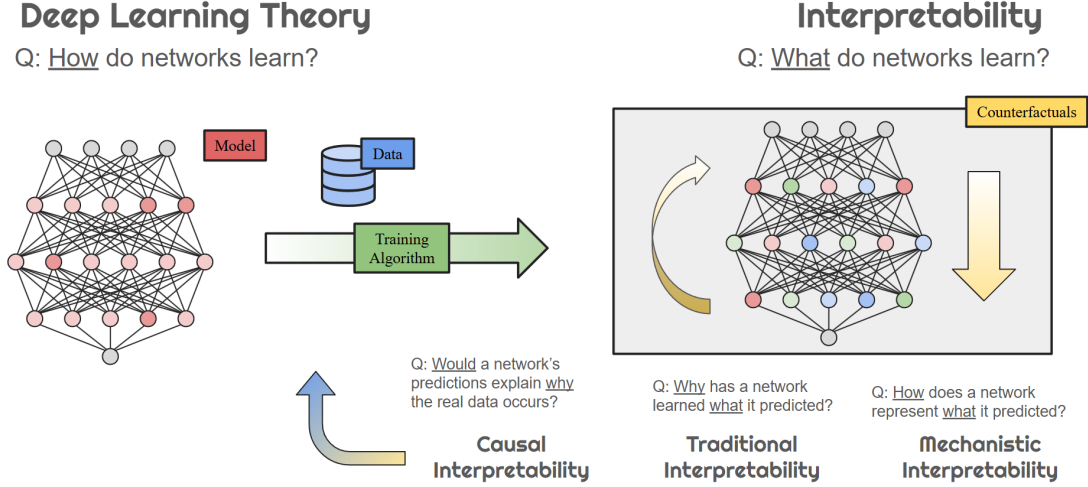 Deep Learning Theory
Q: How do networks learn?
Interpretability
Q: What do networks learn?
Model
Data
Training
Algorithm
Counterfactuals
Q: Would a network's
predictions explain why
the real data occurs?
Causal
Interpretability
Q: Why has a network
learned what it predicted?
Traditional
Interpretability
Q: How does a network
represent what it predicted?
Mechanistic
Interpretability